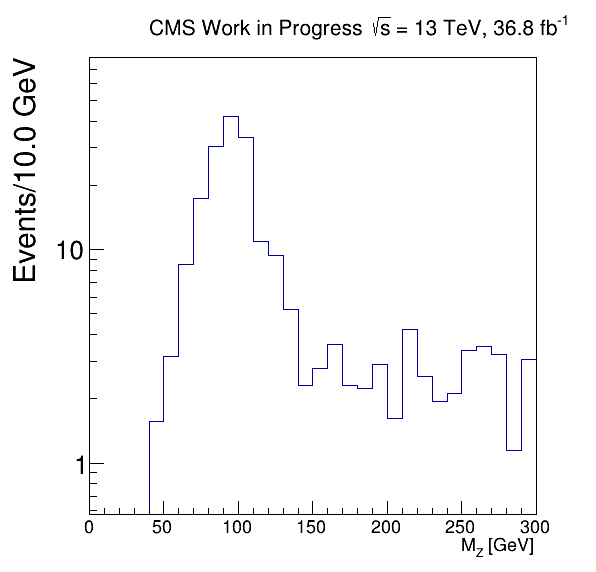 CMS Work in Progress √s = 13 TeV, 36.8 fb⁻¹
Events/10.0 GeV
10
1
0 50 100 150 200 250 300
M_Z [GeV]